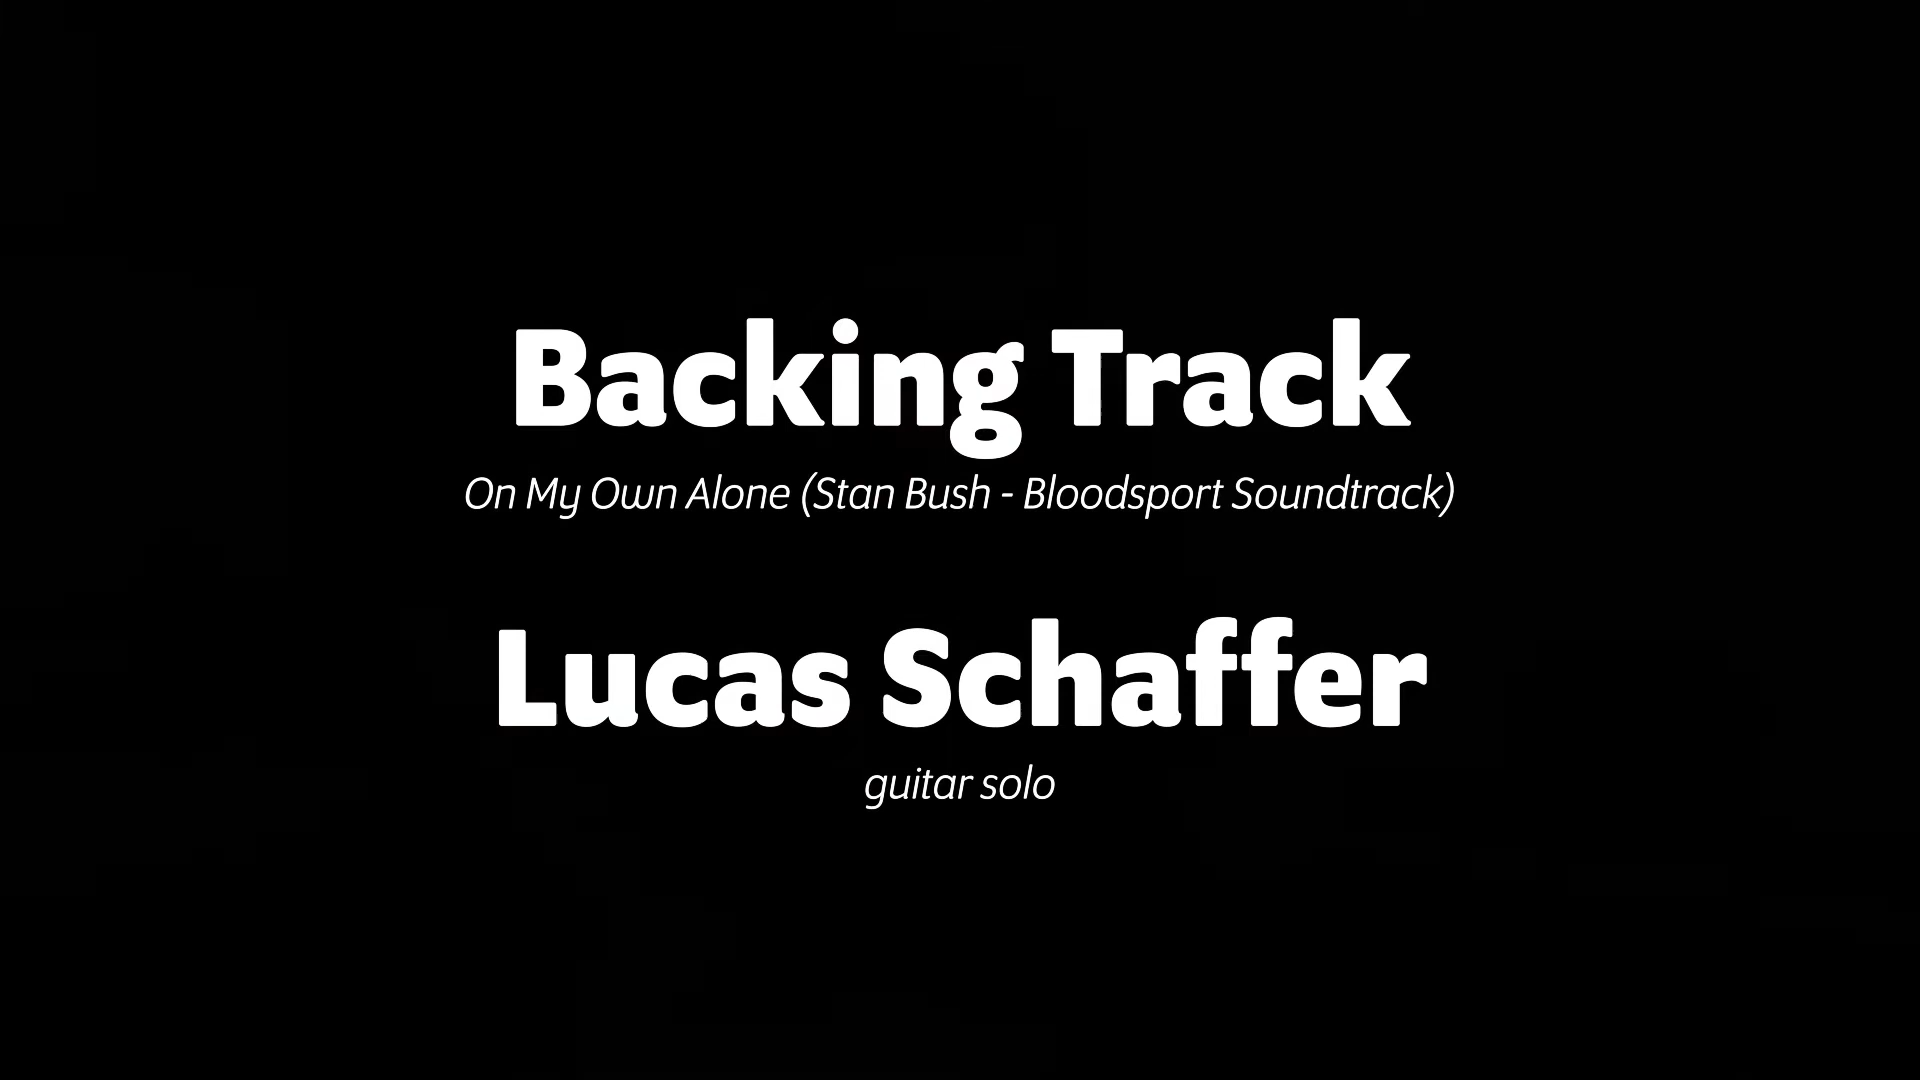 Backing Track
On My Own Alone (Stan Bush - Bloodsport Soundtrack)
Lucas Schaffer
guitar solo